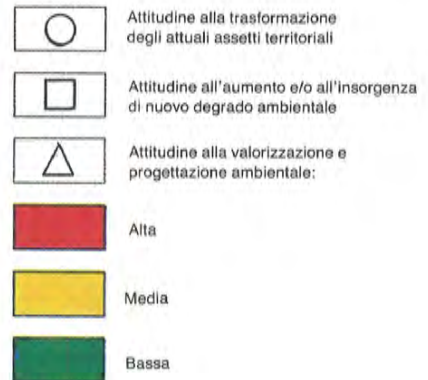 Attitudine alla trasformazione
degli attuali assetti territoriali
Attitudine all'aumento e/o all'insorgenza
di nuovo degrado ambientale
Attitudine alla valorizzazione e
progettazione ambientale:
Alta
Media
Bassa